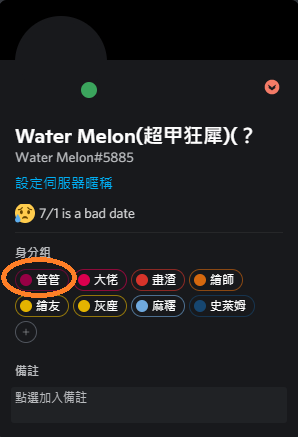 Water Melon(超甲狂犀)(？
Water Melon#5885
設定伺服器暱稱
7/1 is a bad date
身分組
管管 大佬 畫渣 繪師
繪友 灰塵 麻糬 史萊姆
備註
點選加入備註